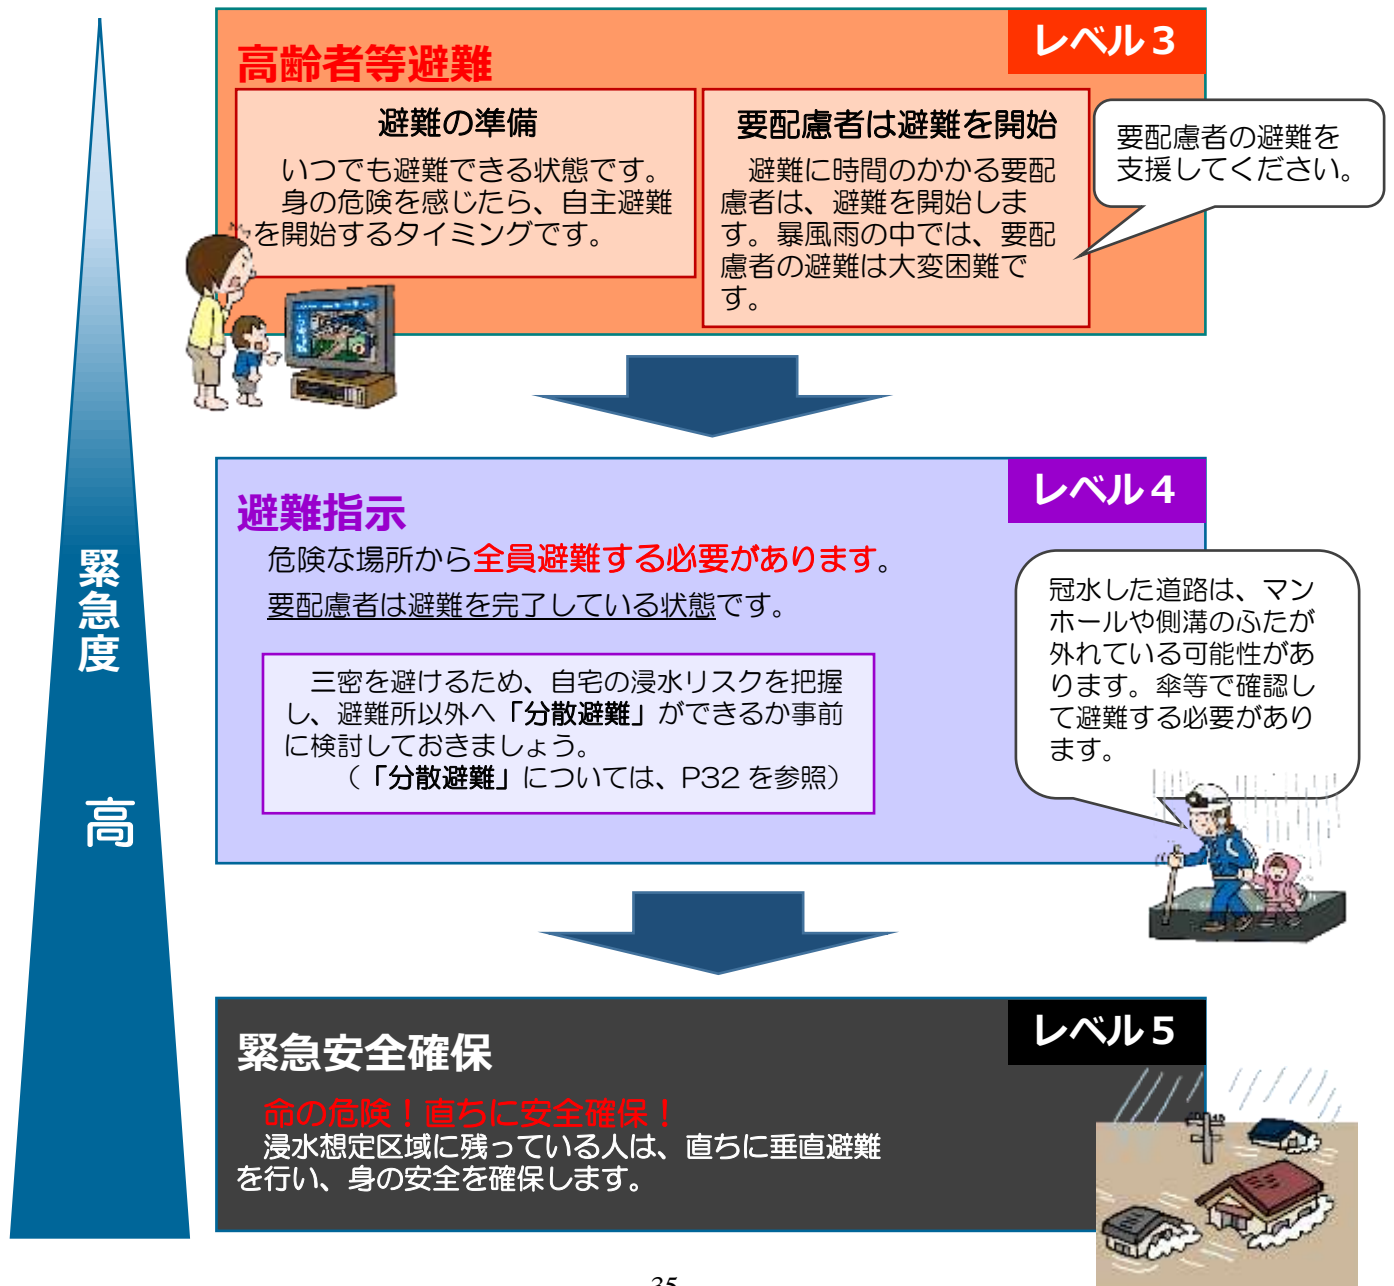 レベル３
高齢者等避難
避難の準備
いつでも避難できる状態です。
身の危険を感じたら、自主避難
を開始するタイミングです。
要配慮者は避難を開始
避難に時間のかかる要配
慮者は、避難を開始しま
す。暴風雨の中では、要配
慮者の避難は大変困難で
す。
要配慮者の避難を
支援してください。
レベル４
避難指示
危険な場所から全員避難する必要があります。
要配慮者は避難を完了している状態です。
三密を避けるため、自宅の浸水リスクを把握
し、避難所以外へ「分散避難」ができるか事前
に検討しておきましょう。
（「分散避難」については、P32 を参照）
冠水した道路は、マン
ホールや側溝のふたが
外れている可能性があ
ります。傘等で確認し
て避難する必要があり
ます。
緊急度
高
レベル５
緊急安全確保
命の危険！直ちに安全確保！
浸水想定区域に残っている人は、直ちに垂直避難
を行い、身の安全を確保します。
35